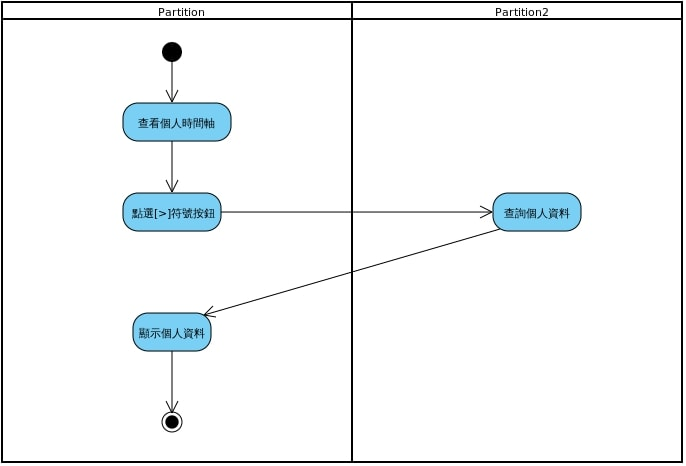 Partition
Partition2
查看個人時間軸
點選[>]符號按鈕
查詢個人資料
顯示個人資料